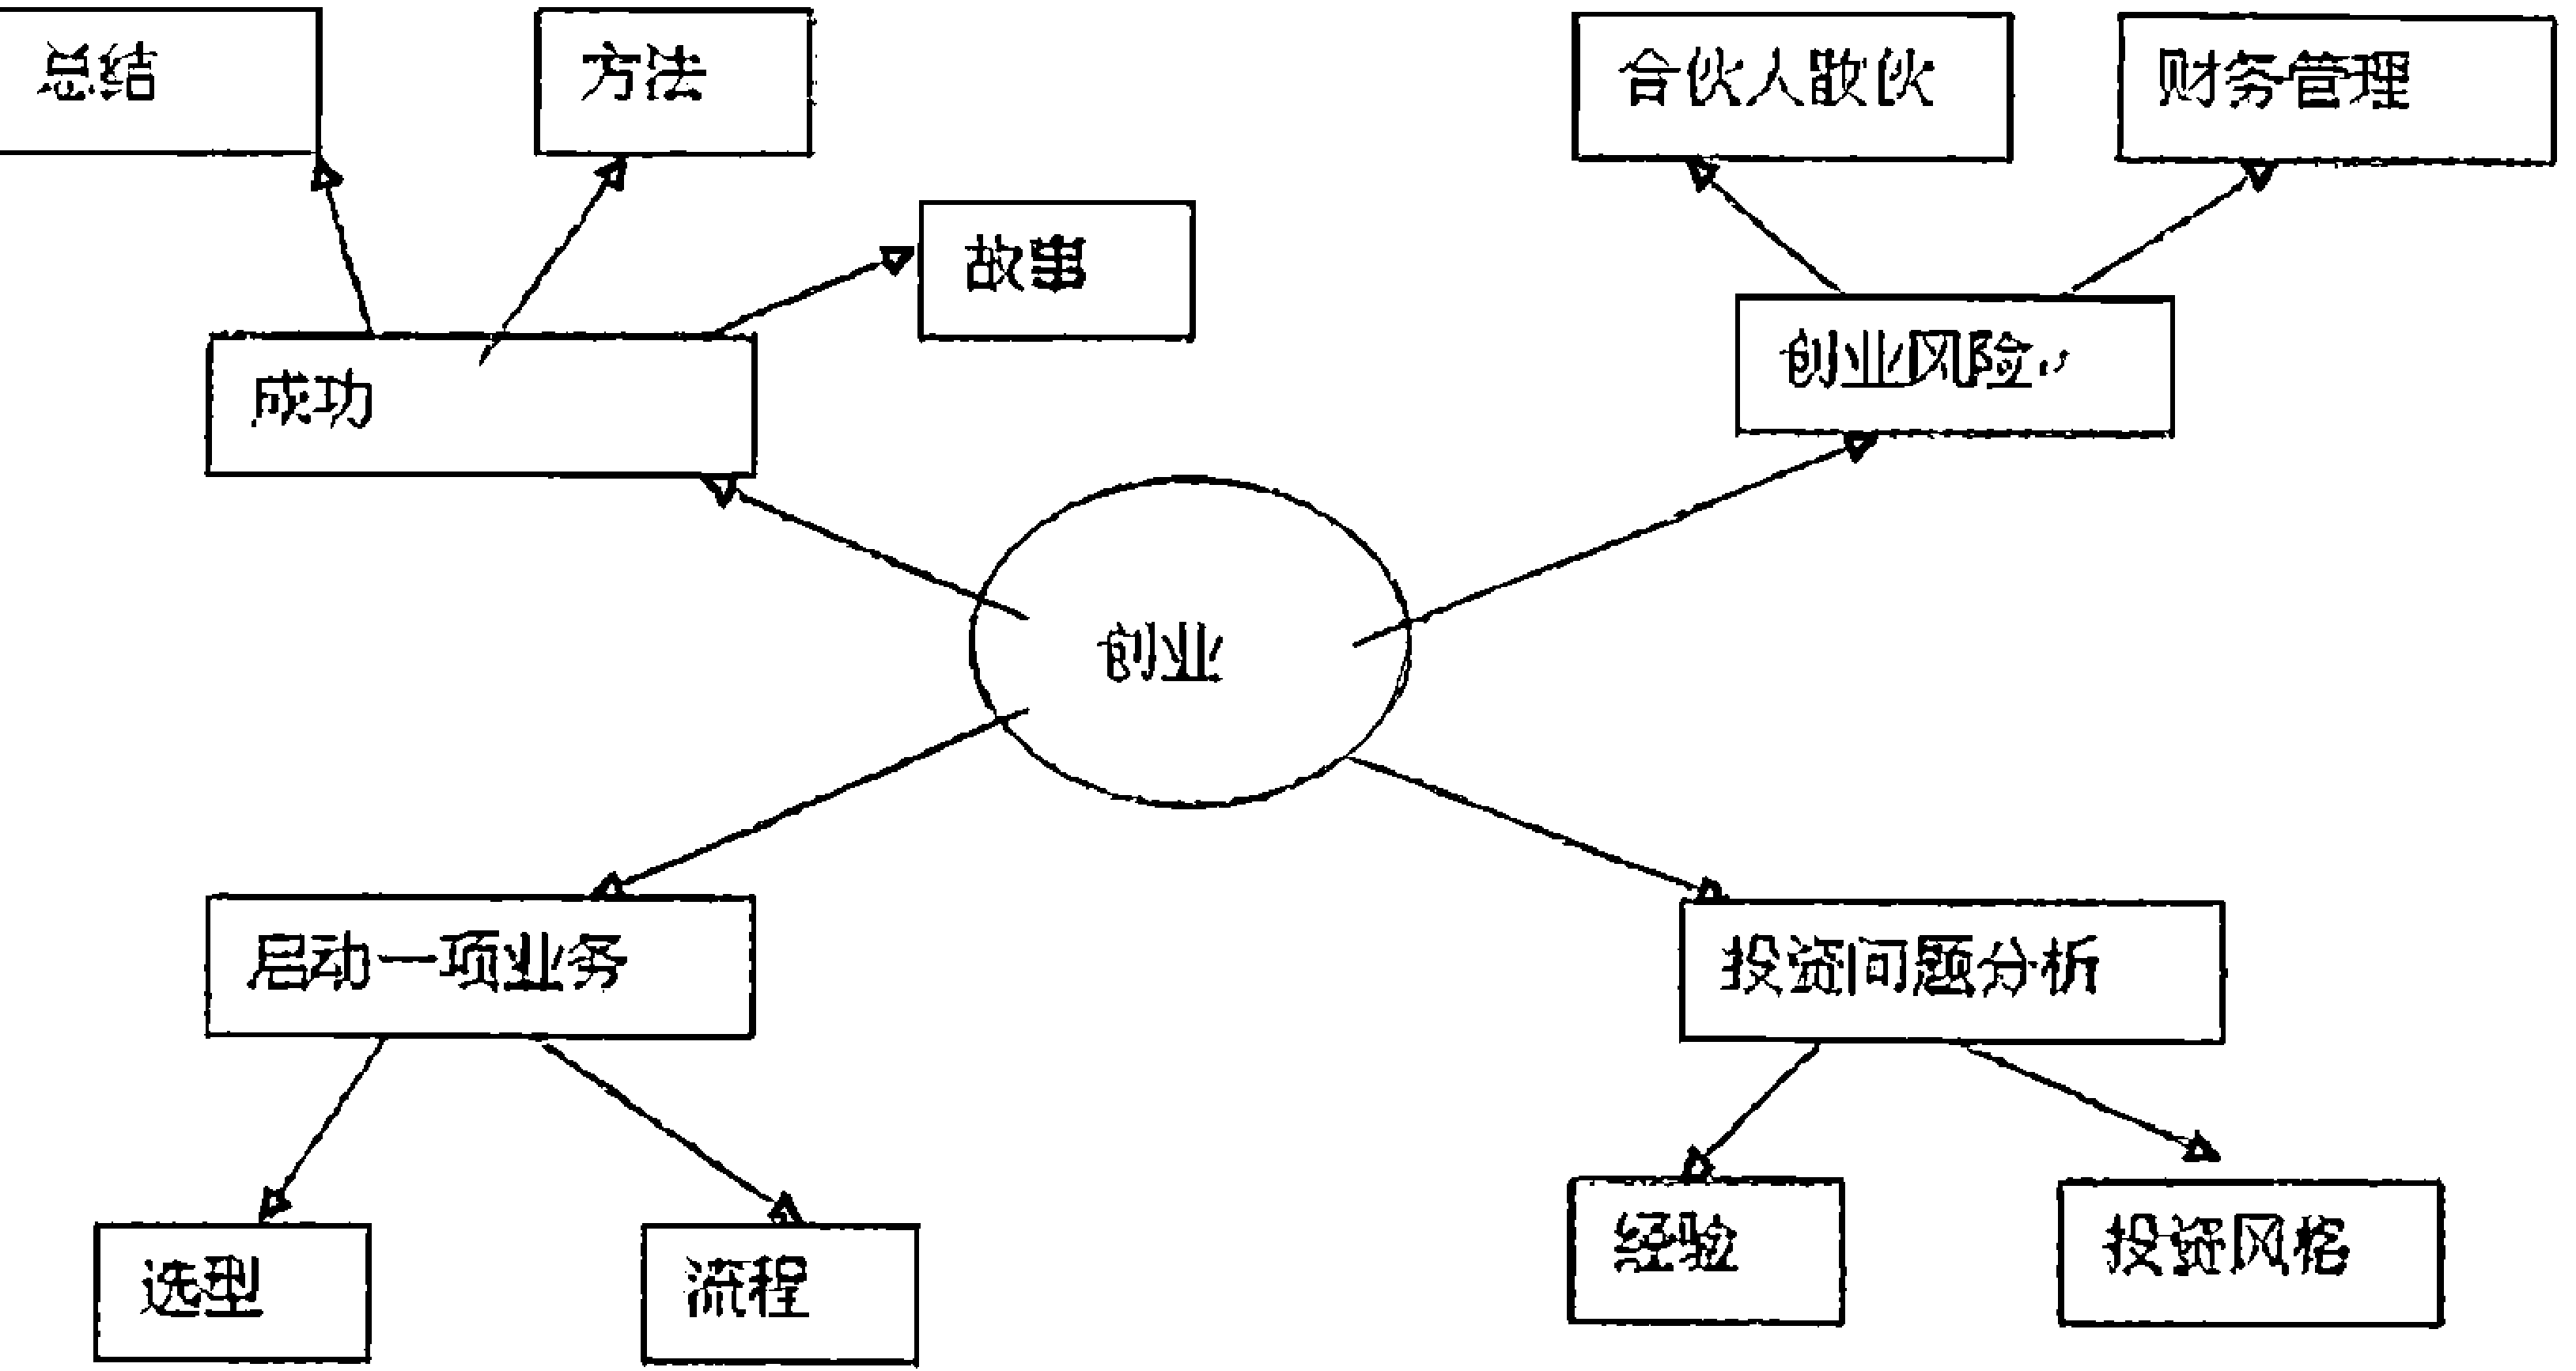 总结
方法
合伙人散伙
财务管理
故事
创业风险
成功
创业
启动一项业务
投资问题分析
经验
投资风格
选型
流程